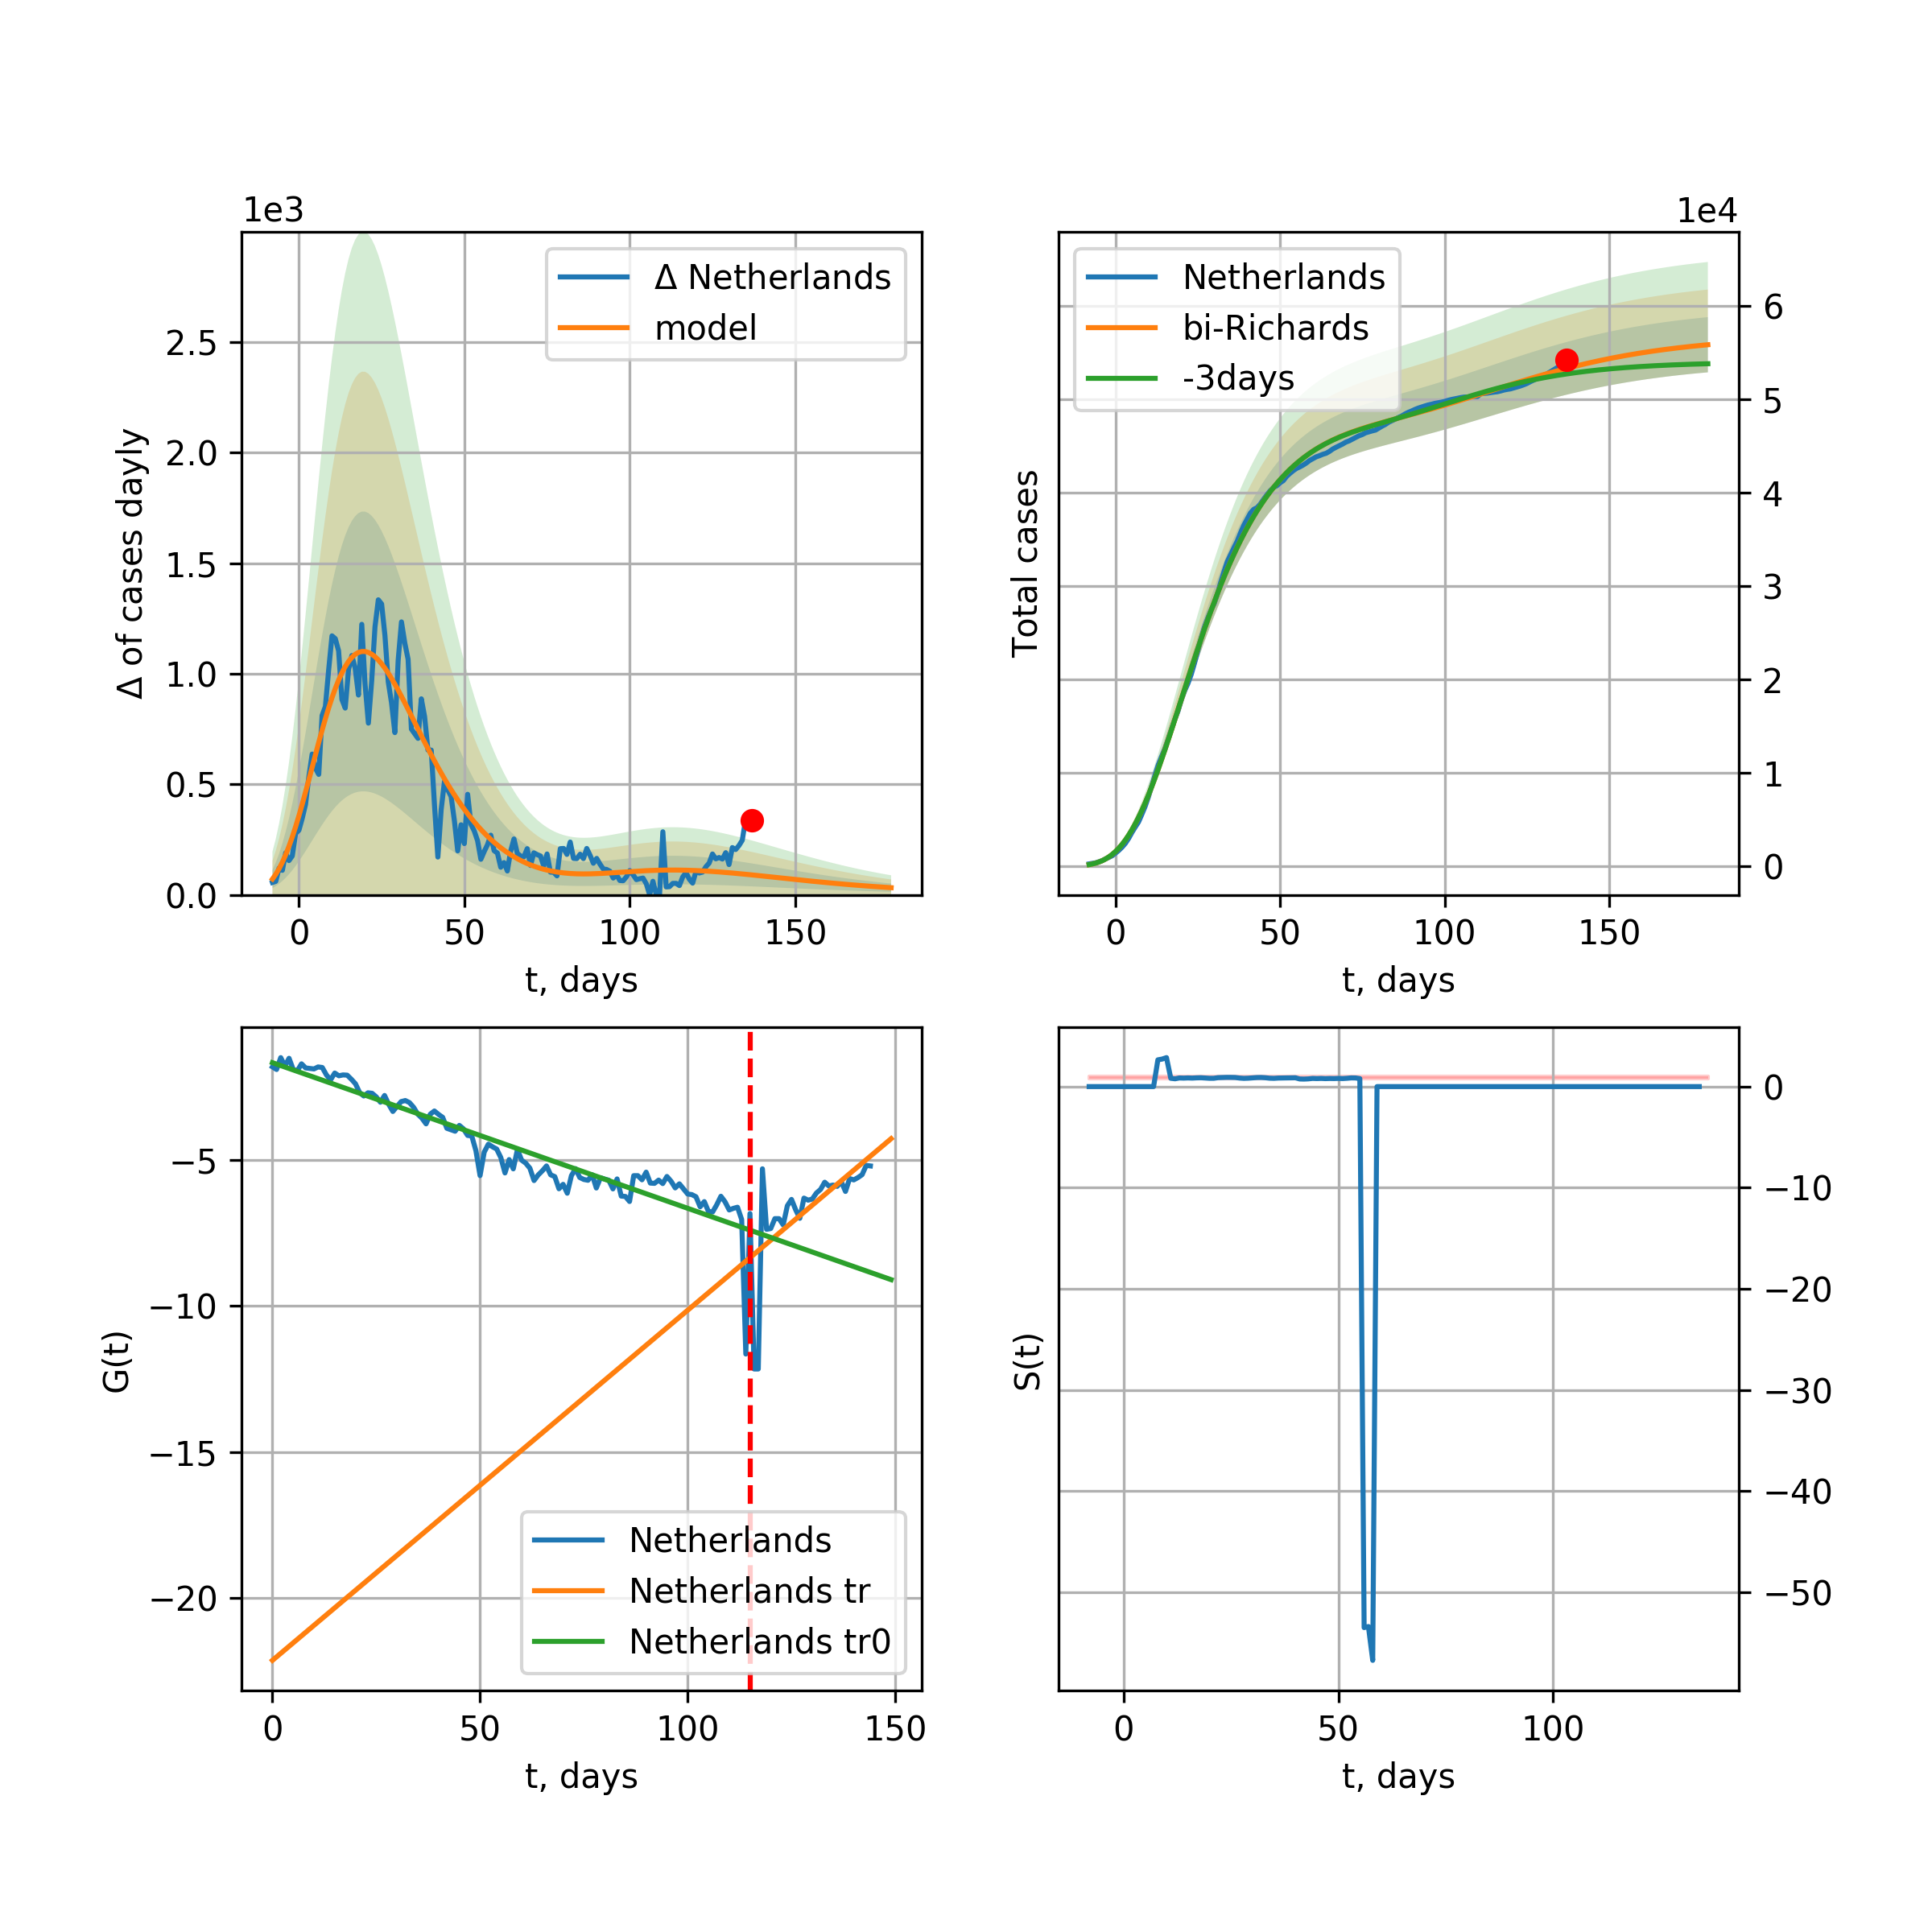 1e3
Δ of cases dayly
2.5
2.0
1.5
1.0
0.5
0.0
0
50
100
150
t, days
Δ Netherlands
model
1e4
Total cases
6
5
4
3
2
1
0
0
50
100
150
t, days
Netherlands
bi-Richards
-3days
G(t)
−5
−10
−15
−20
0
50
100
150
t, days
Netherlands
Netherlands tr
Netherlands tr0
S(t)
0
−10
−20
−30
−40
−50
0
50
100
t, days